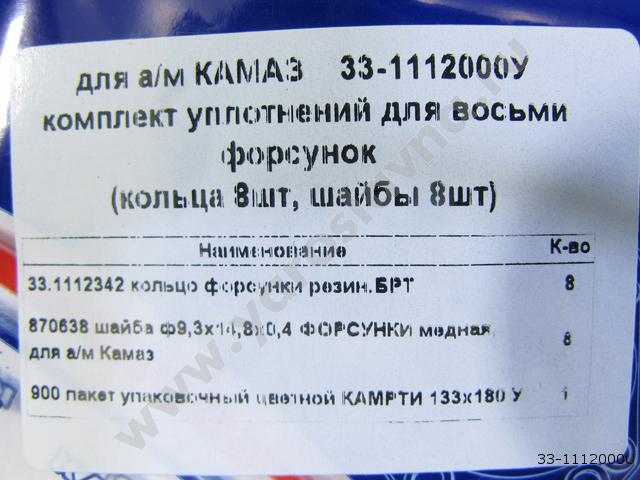 для а/м КАМАЗ 33-1112000У
комплект уплотнений для восьми
форсунок
(кольца 8шт, шайбы 8шт)
Наименование К-во
33.1112342 кольцо форсунки резин.БРТ 8
870638 шайба ф9,3х14,8х0,4 ФОРСУНКИ медная, 8
для а/м Камаз
900 пакет упаковочный цветной КАМРТИ 133х180 У 1
33-1112000U